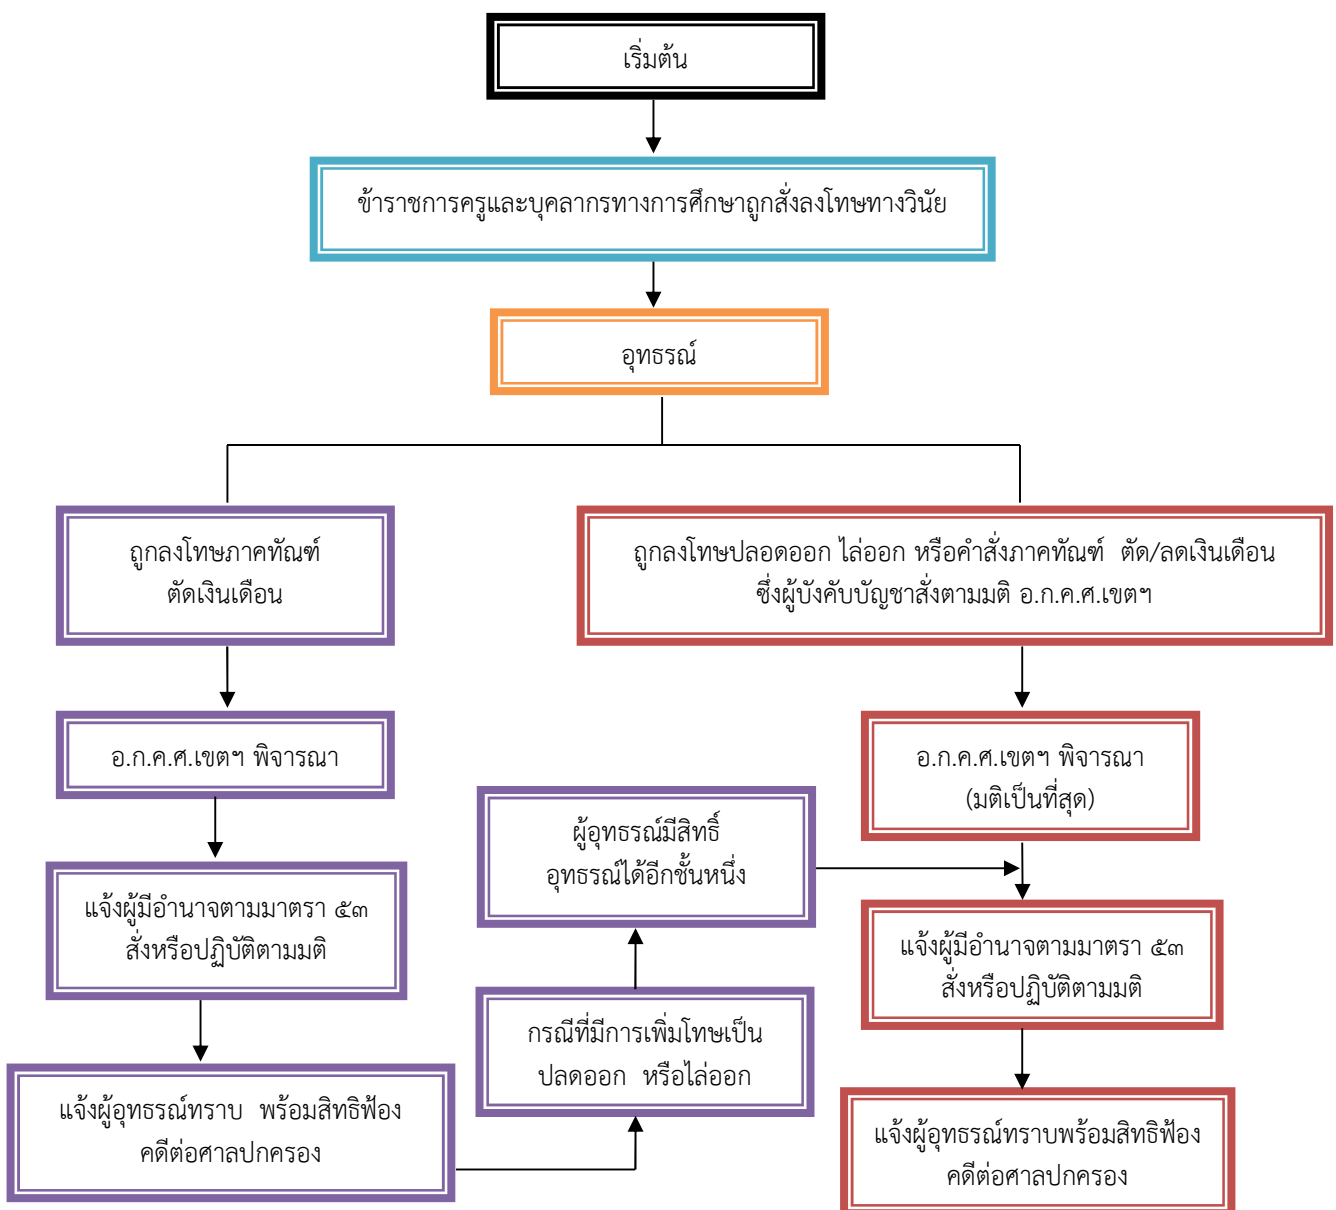 เริ่มต้น
ข้าราชการครูและบุคลากรทางการศึกษาถูกสั่งลงโทษทางวินัย
อุทธรณ์
ถูกลงโทษภาคทัณฑ์
ตัดเงินเดือน
ถูกลงโทษปลอดออก ไล่ออก หรือคำสั่งภาคทัณฑ์ ตัด/ลดเงินเดือน
ซึ่งผู้บังคับบัญชาสั่งตามมติ อ.ก.ค.ศ.เขตฯ
อ.ก.ค.ศ.เขตฯ พิจารณา
อ.ก.ค.ศ.เขตฯ พิจารณา
(มติเป็นที่สุด)
ผู้อุทธรณ์มีสิทธิ์
อุทธรณ์ได้อีกชั้นหนึ่ง
แจ้งผู้มีอำนาจตามมาตรา ๕๓
สั่งหรือปฏิบัติตามมติ
แจ้งผู้มีอำนาจตามมาตรา ๕๓
สั่งหรือปฏิบัติตามมติ
กรณีที่มีการเพิ่มโทษเป็น
ปลดออก หรือไล่ออก
แจ้งผู้อุทธรณ์ทราบ พร้อมสิทธิฟ้อง
คดีต่อศาลปกครอง
แจ้งผู้อุทธรณ์ทราบพร้อมสิทธิฟ้อง
คดีต่อศาลปกครอง